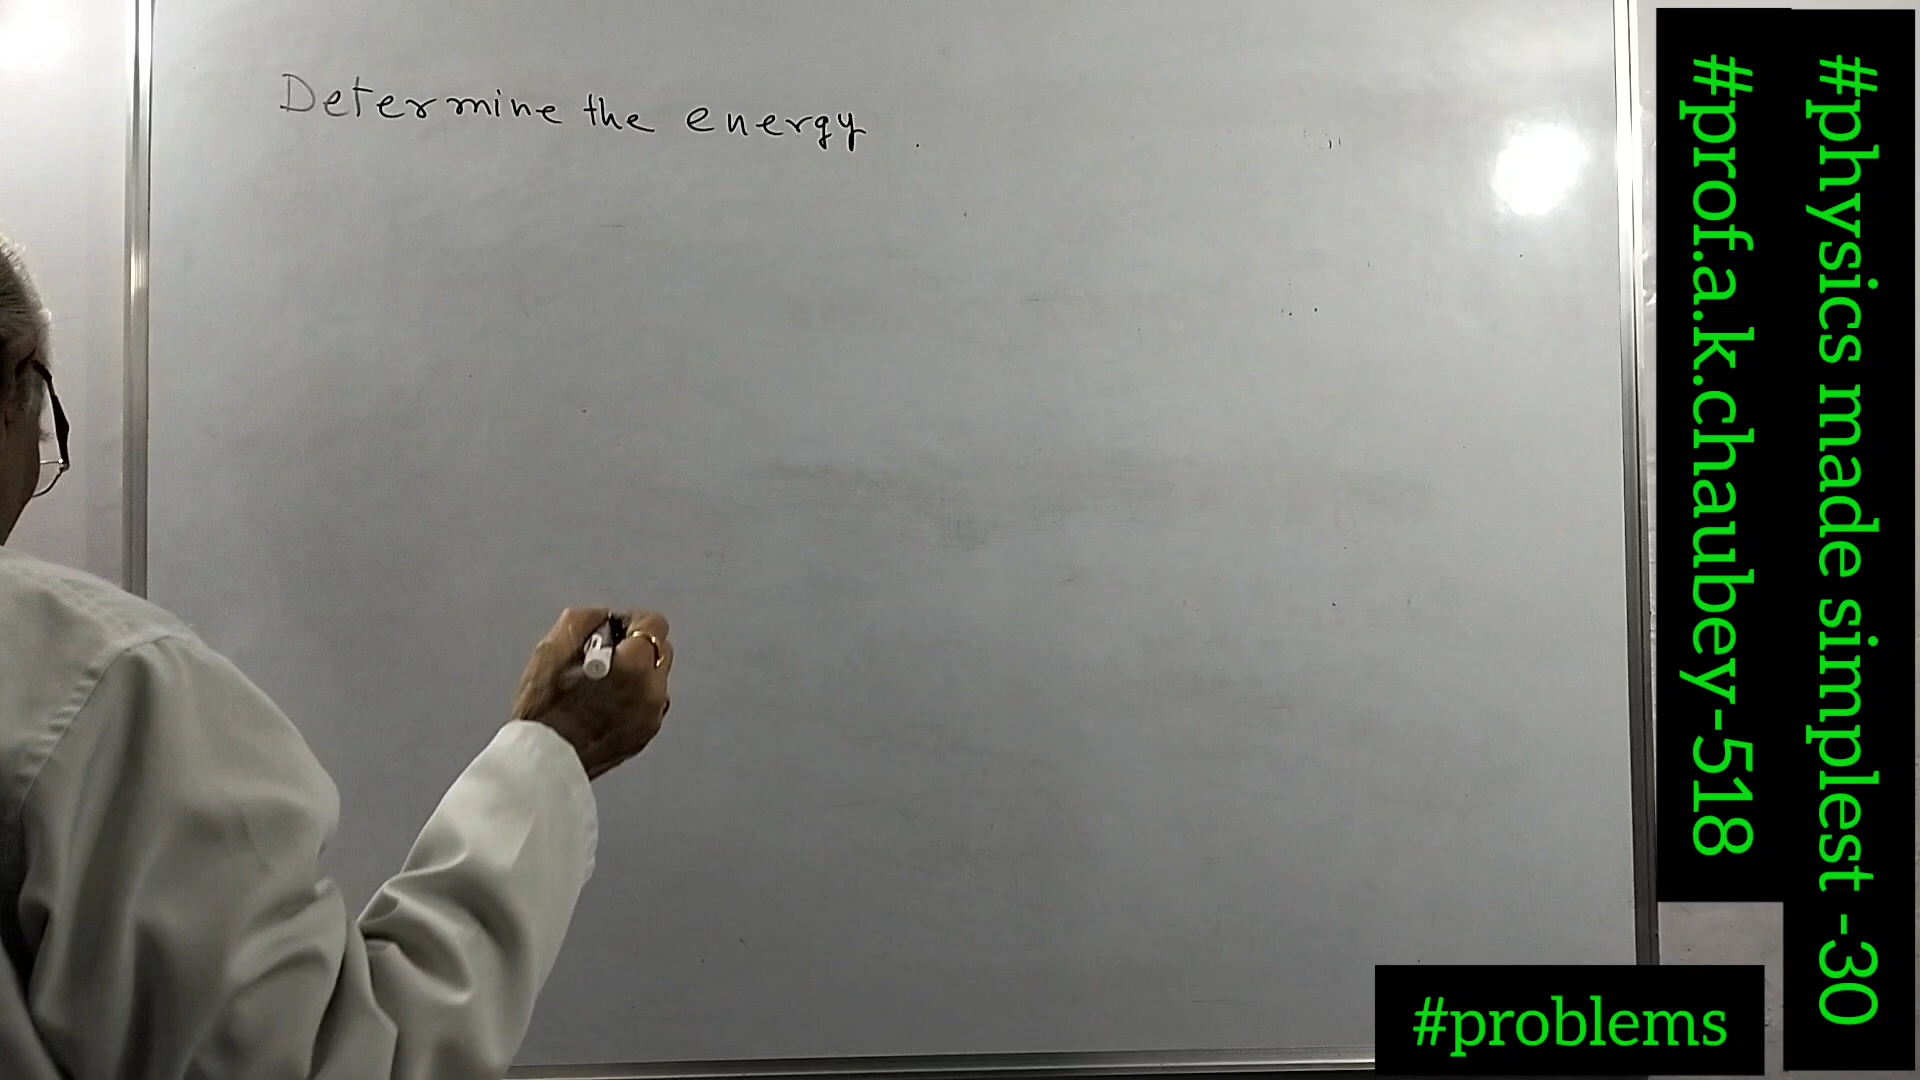 Determine the energy
#physics made simplest -30
#prof.a.k.chaubey-518
#problems